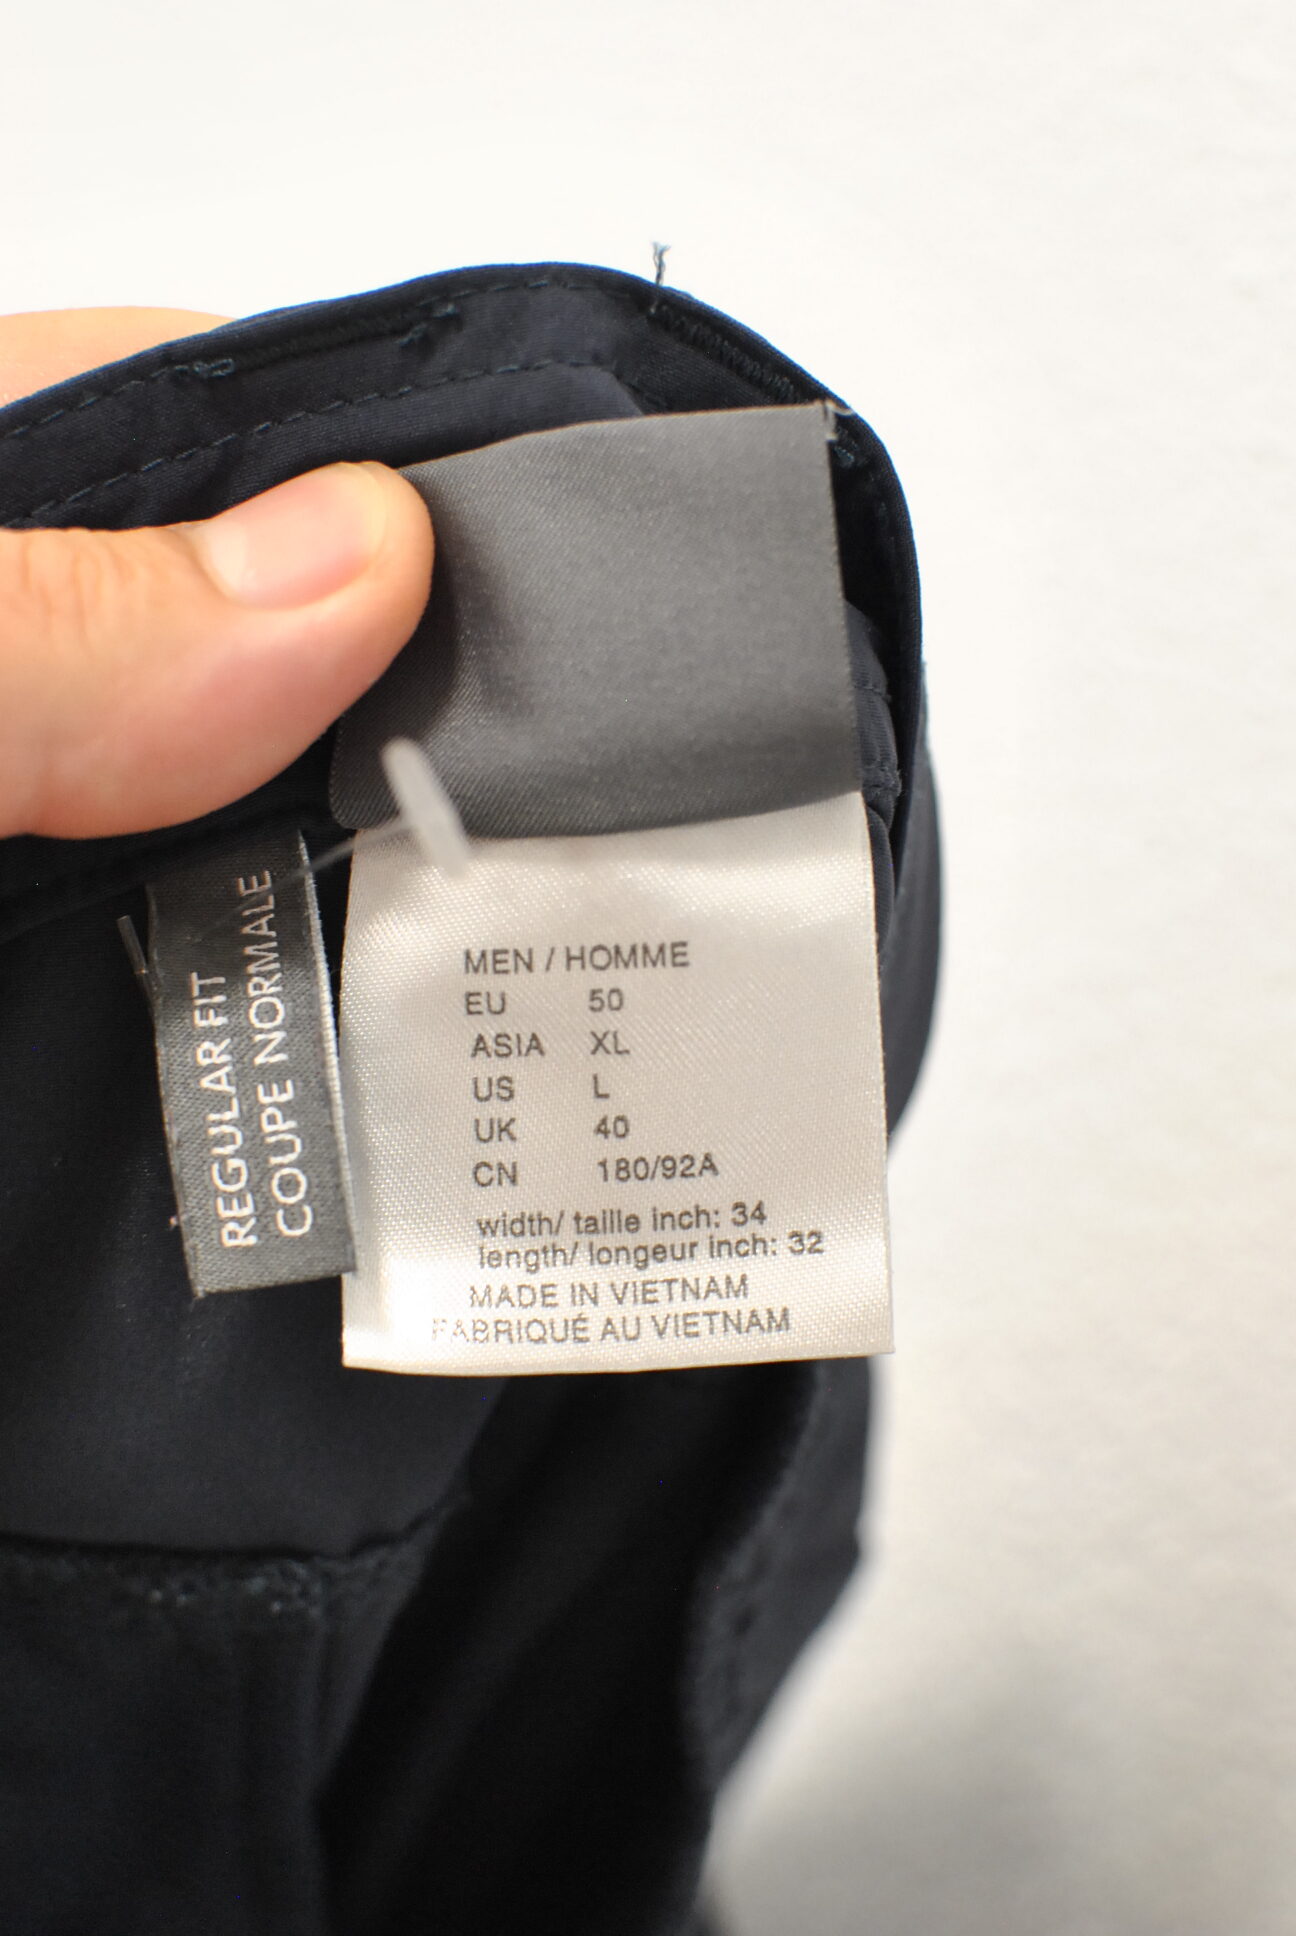 REGULAR FIT
COUPE NORMALE
MEN / HOMME
EU 50
ASIA XL
US L
UK 40
CN 180/92A
width/ taille inch: 34
length/ longeur inch: 32
MADE IN VIETNAM
FABRIQUÉ AU VIETNAM